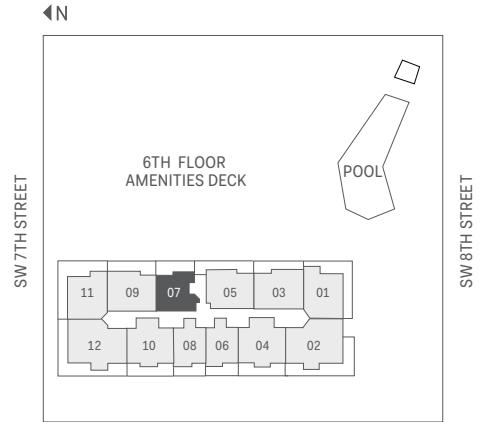 N
6TH FLOOR
AMENITIES DECK
POOL
SW 7TH STREET
SW 8TH STREET
11 09 07 05 03 01
12 10 08 06 04 02